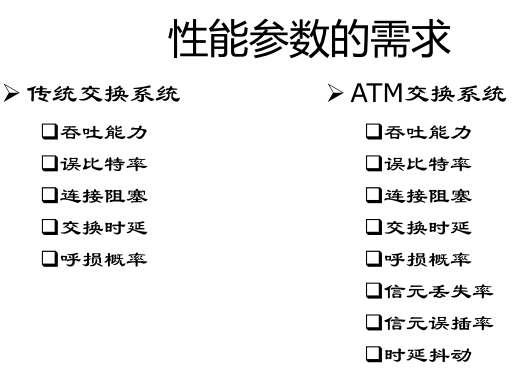 性能参数的需求
传统交换系统
吞吐能力
误比特率
连接阻塞
交换时延
呼损概率
ATM交换系统
吞吐能力
误比特率
连接阻塞
交换时延
呼损概率
信元丢失率
信元误插率
时延抖动